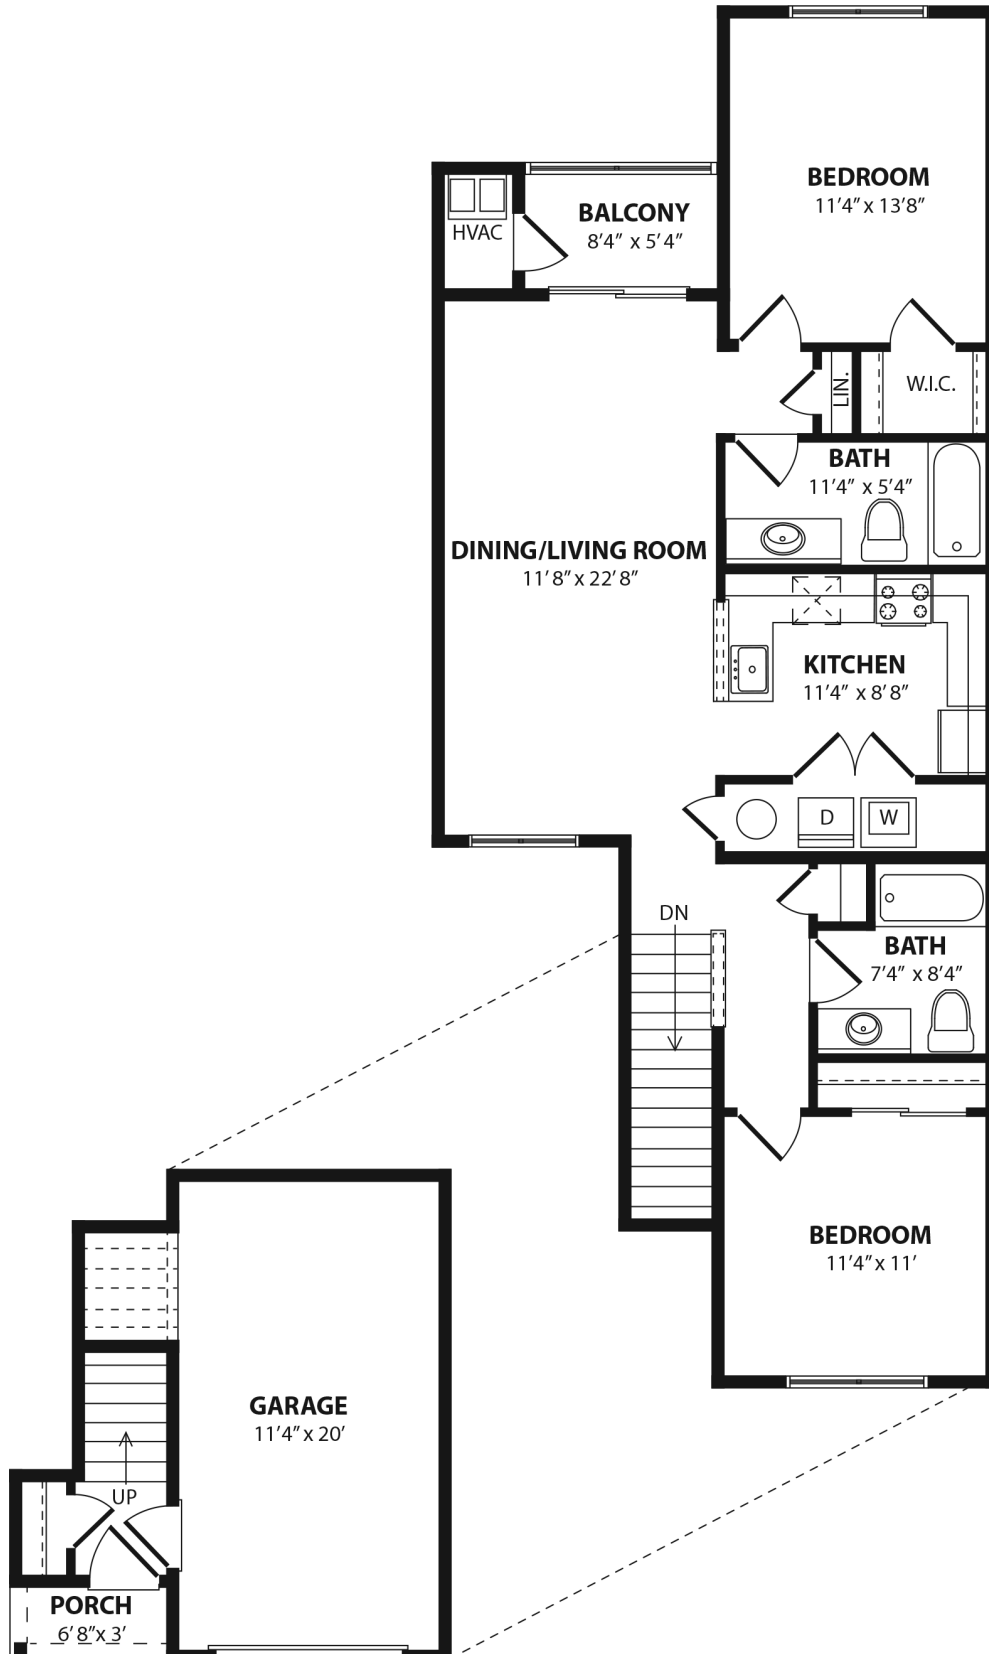 BEDROOM
11'4" x 13'8"
BALCONY
8'4" x 5'4"
HVAC
LIN.
W.I.C.
BATH
11'4" x 5'4"
DINING/LIVING ROOM
11'8" x 22'8"
KITCHEN
11'4" x 8'8"
D
W
DN
BATH
7'4" x 8'4"
BEDROOM
11'4" x 11'
GARAGE
11'4" x 20'
UP
PORCH
6'8" x 3'